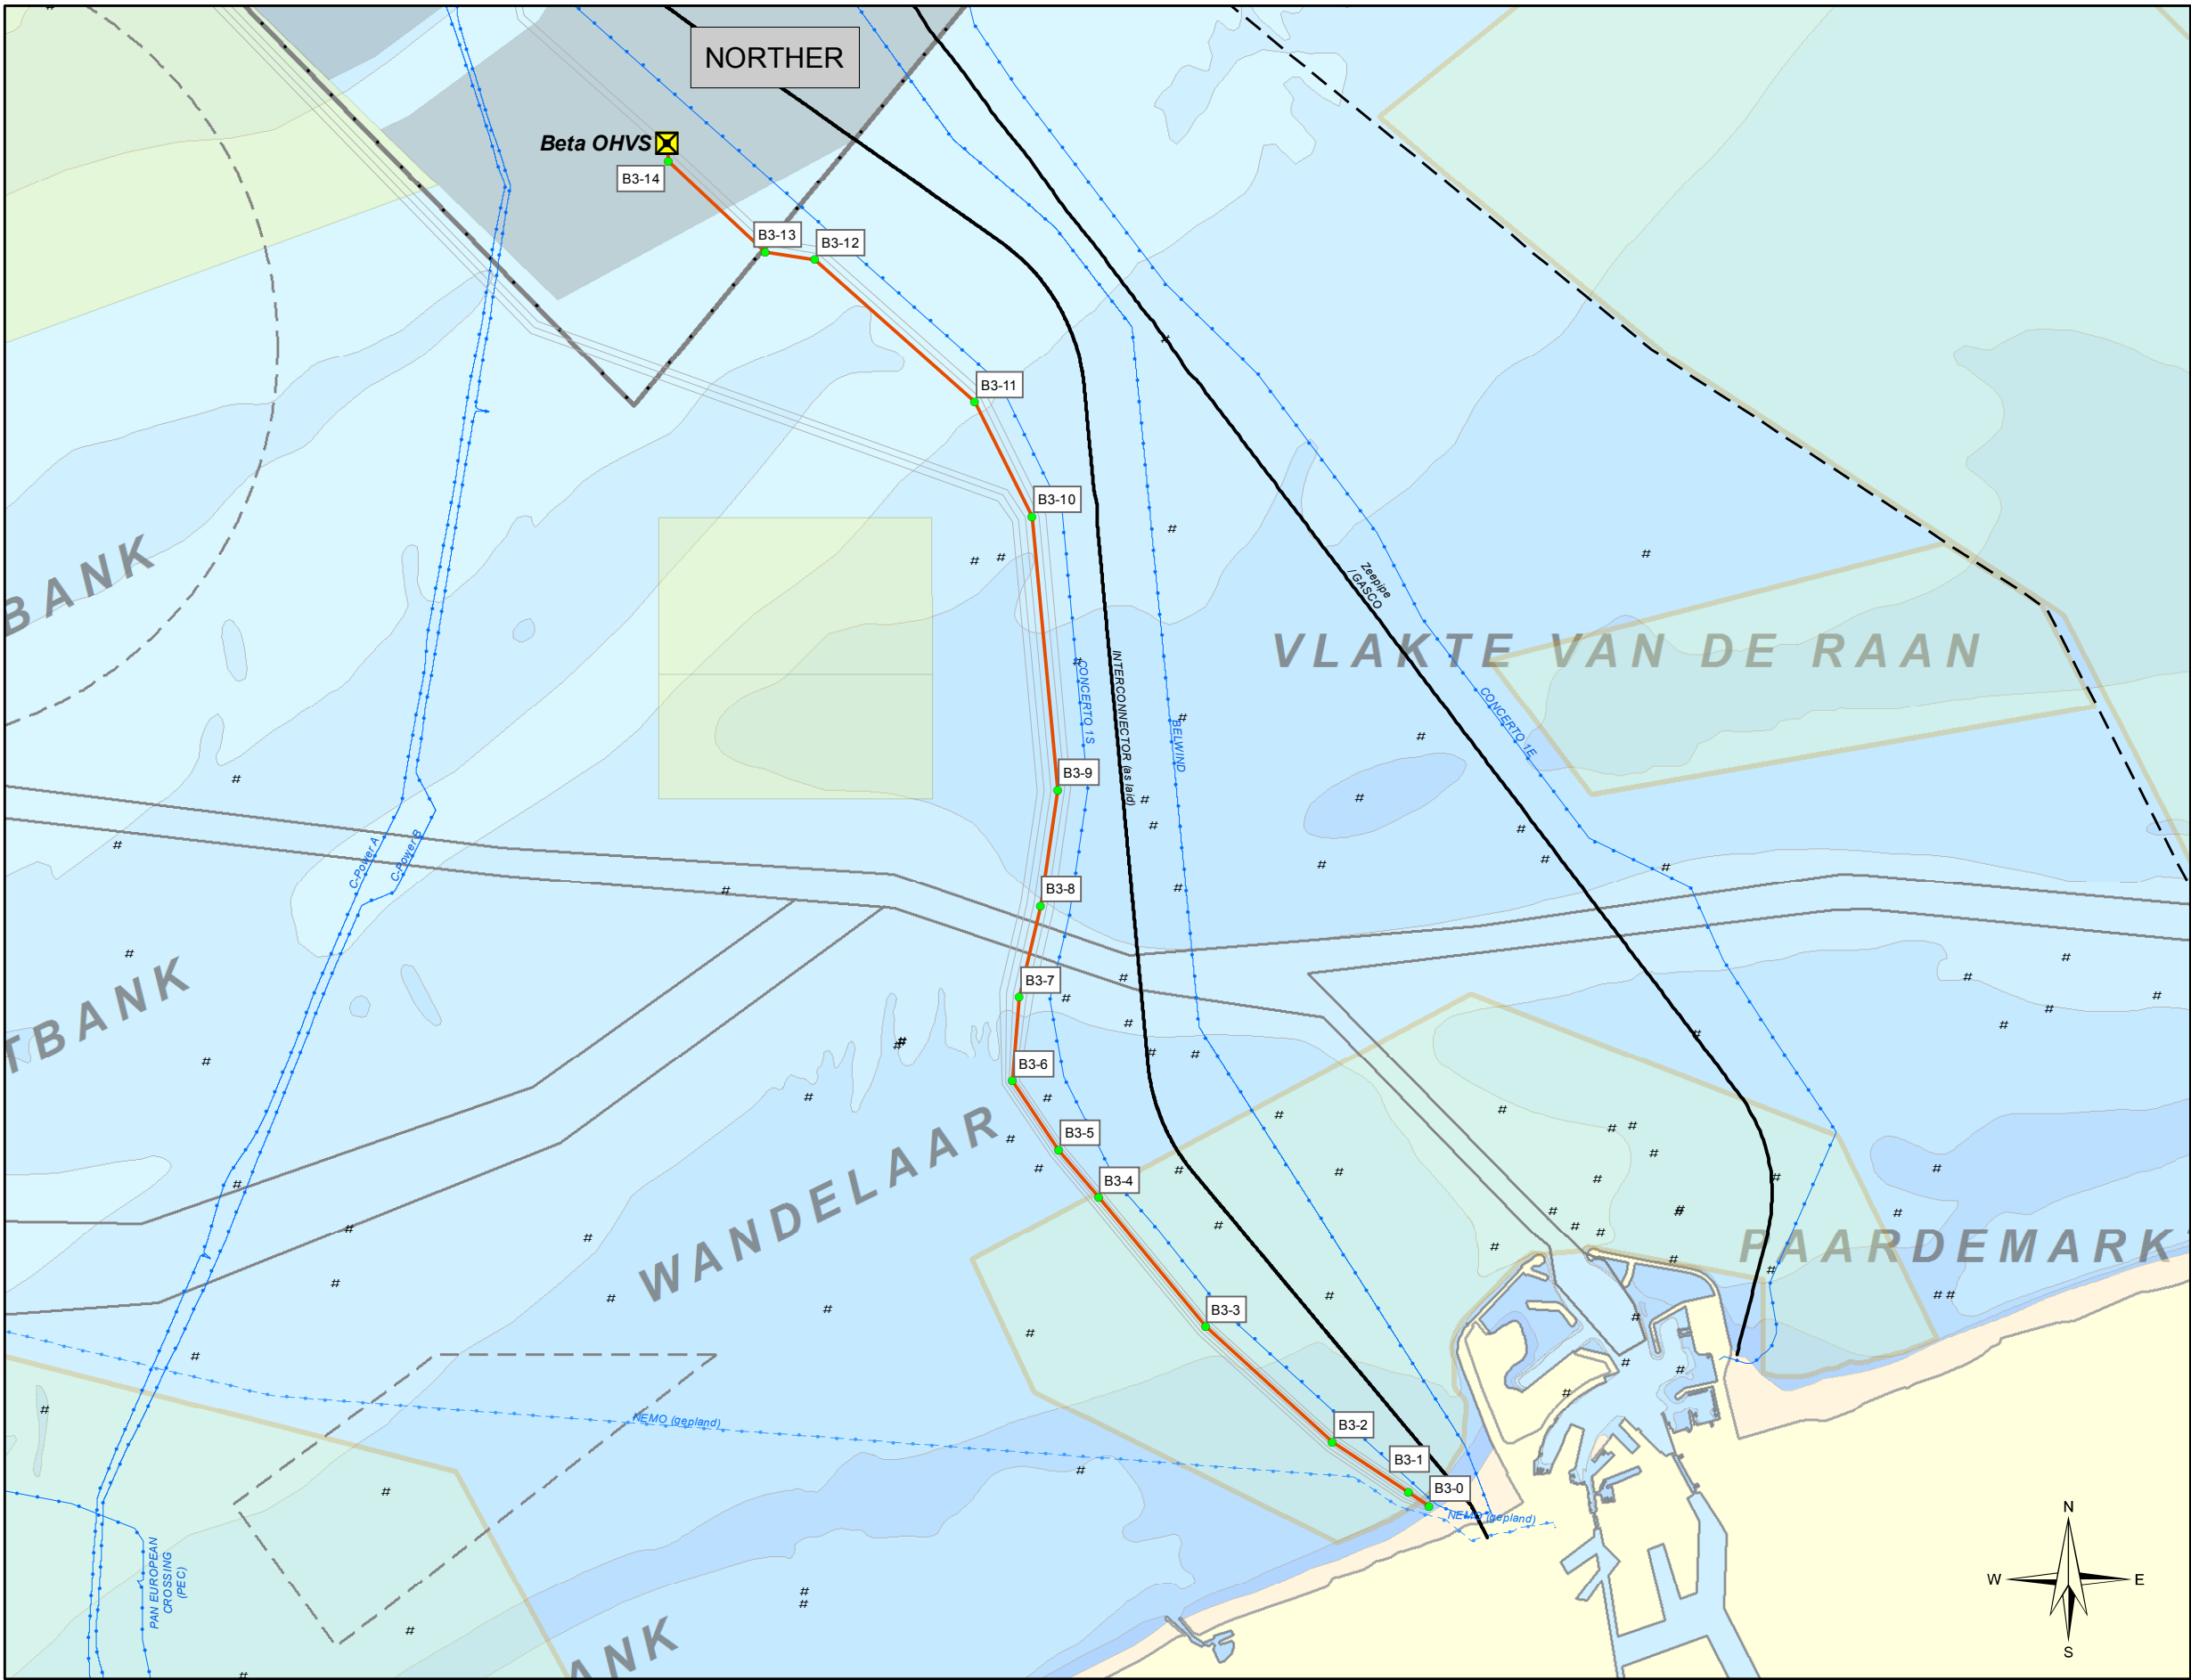 NORTHER
Beta OHVS
B3-14
B3-13
B3-12
B3-11
B3-10
BANK
Zeepipe
/GASCO
VLAKTE VAN DE RAAN
CONCERTO 1S
INTERCONNECTOR (as laid)
BELWIND
CONCERTO 1E
B3-9
C-Power A
C-Power B
B3-8
TBANK
B3-7
B3-6
WANDELAAR
B3-5
B3-4
PAARDEMARKT
B3-3
NEMO (gepland)
B3-2
B3-1
B3-0
NEMO (gepland)
PAN EUROPEAN
CROSSING
(PEC)
ANK
N
W E
S